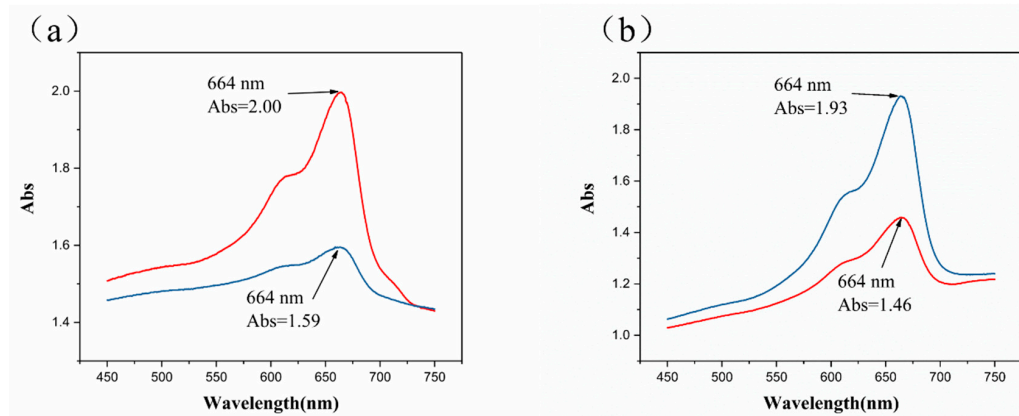 （a）
664 nm
Abs=2.00
664 nm
Abs=1.59
2.0
1.8
1.6
1.4
Abs
450 500 550 600 650 700 750
Wavelength(nm)
（b）
664 nm
Abs=1.93
664 nm
Abs=1.46
2.0
1.8
1.6
1.4
1.2
1.0
Abs
450 500 550 600 650 700 750
Wavelength(nm)